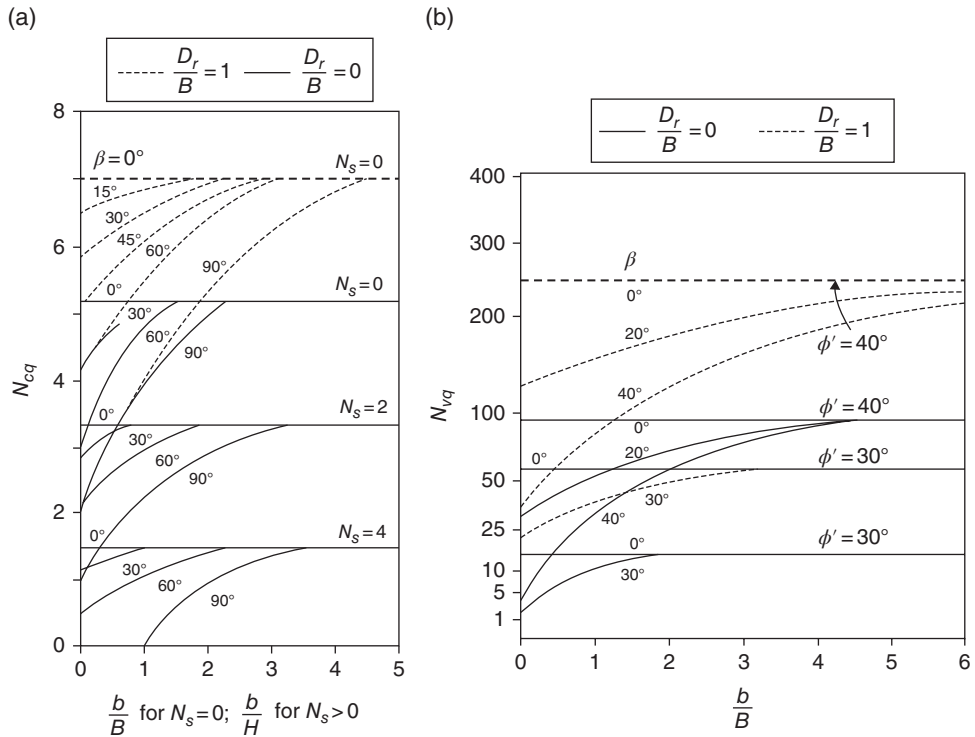 (a)
D_r/B = 1    D_r/B = 0
8
6
4
2
0
N_cq
β = 0°
N_s = 0
15°
30°
45°
60°
90°
0°
N_s = 0
30°
60°
90°
0°
N_s = 2
30°
60°
90°
0°
N_s = 4
30°
60°
90°
0 1 2 3 4 5
b/B for N_s = 0; b/H for N_s > 0
(b)
D_r/B = 0    D_r/B = 1
400
300
200
100
50
25
10
5
1
N_vq
β
0°
20°
ϕ′ = 40°
40°
ϕ′ = 40°
0°
0°
20°
ϕ′ = 30°
30°
40°
ϕ′ = 30°
0°
30°
0 1 2 3 4 5 6
b/B